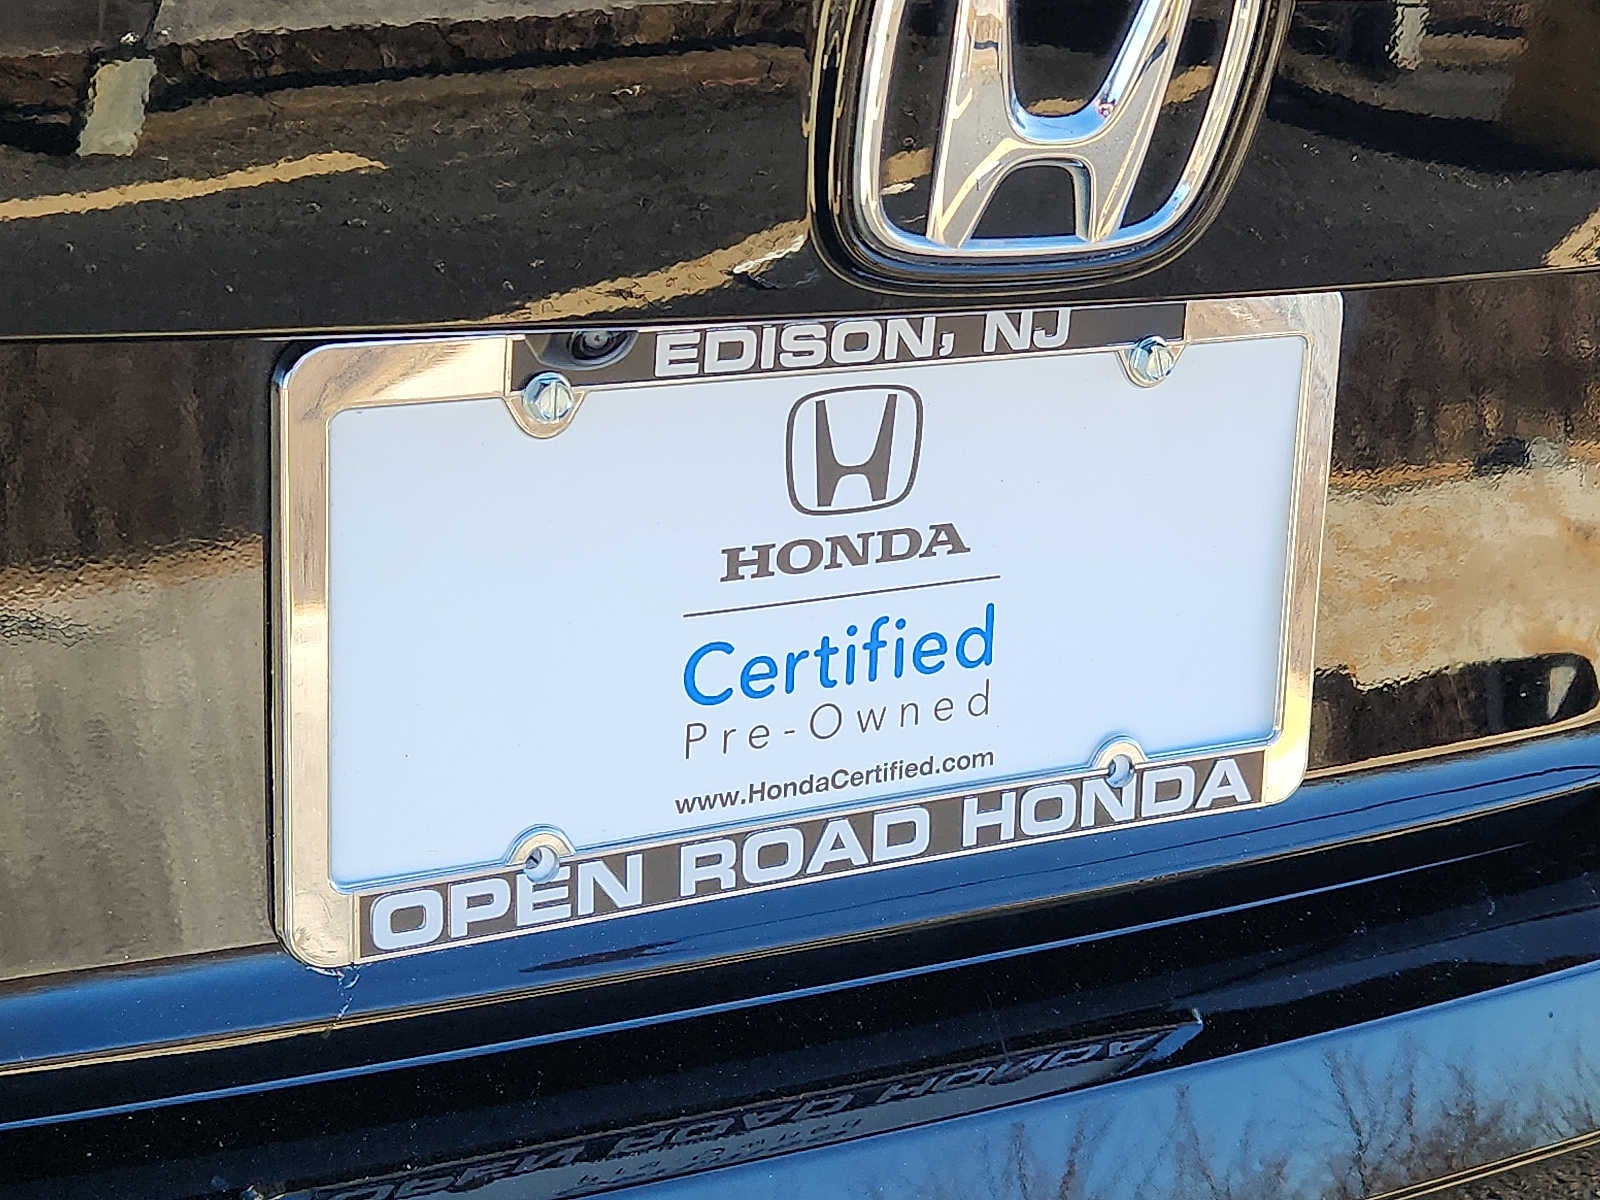 EDISON, NJ
HONDA
Certified
Pre-Owned
www.HondaCertified.com
OPEN ROAD HONDA